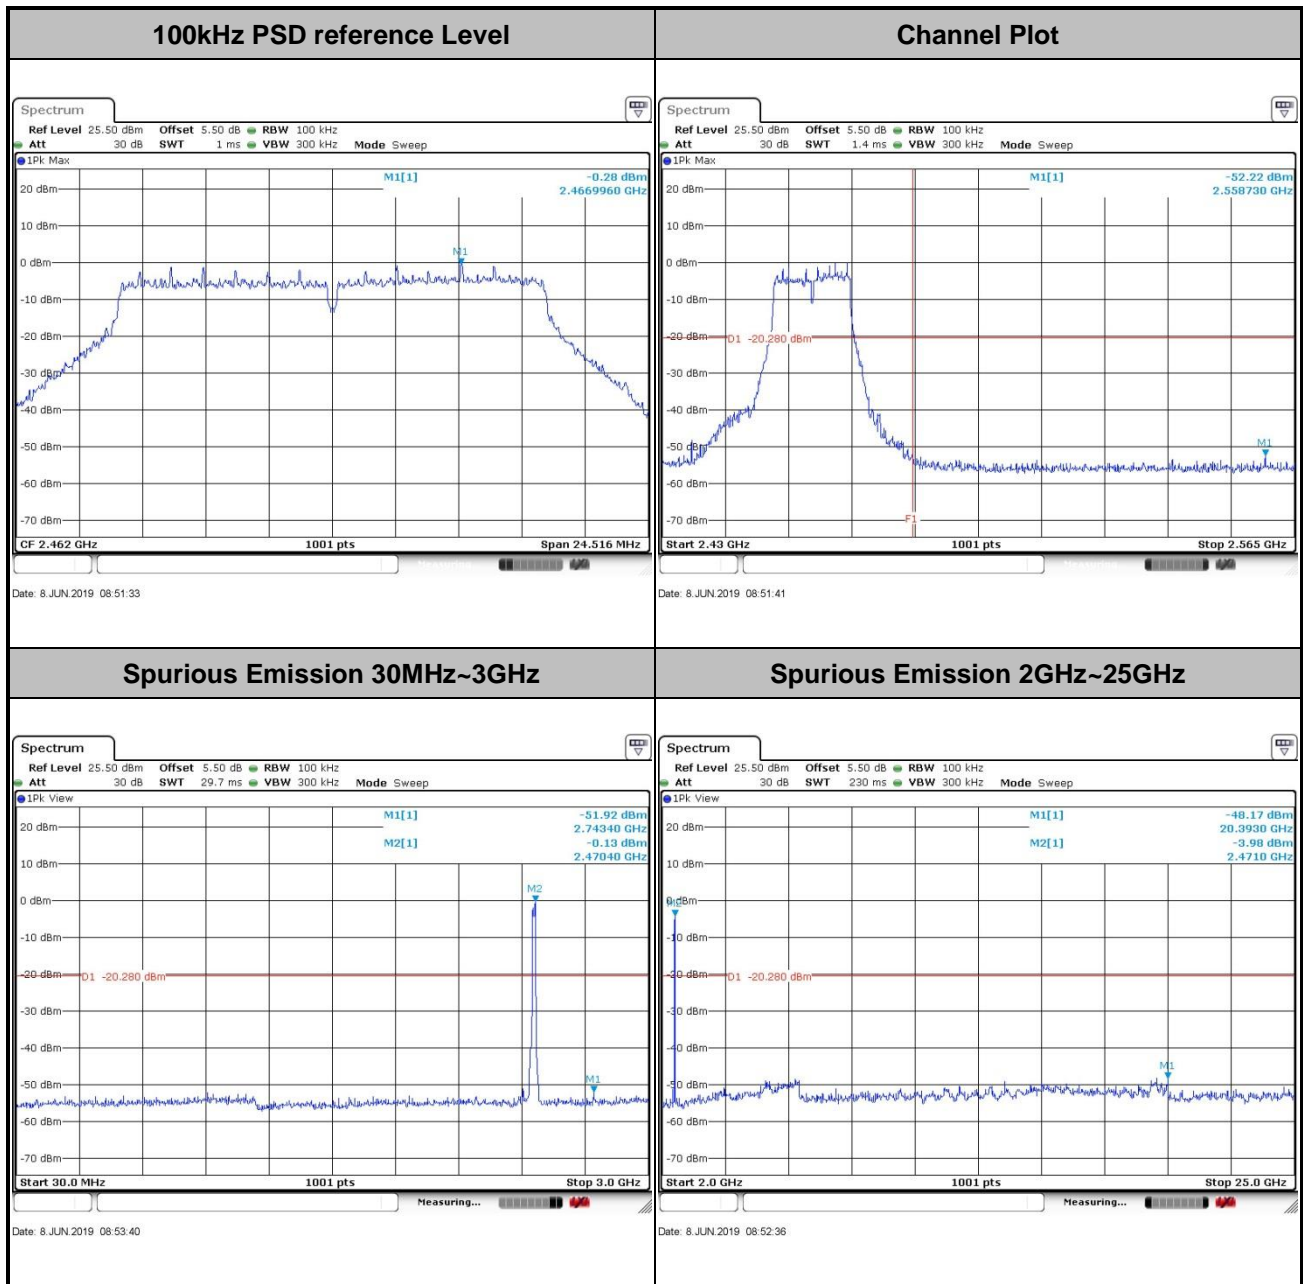 100kHz PSD reference Level
Channel Plot
Spectrum
Ref Level 25.50 dBm Offset 5.50 dB RBW 100 kHz
Att 30 dB SWT 1 ms VBW 300 kHz Mode Sweep
1Pk Max
M1[1] -0.28 dBm
2.4669960 GHz
20 dBm
10 dBm
M1
0 dBm
-10 dBm
-20 dBm
-30 dBm
-40 dBm
-50 dBm
-60 dBm
-70 dBm
CF 2.462 GHz 1001 pts Span 24.516 MHz
Measuring...
Date: 8.JUN.2019 08:51:33
Spectrum
Ref Level 25.50 dBm Offset 5.50 dB RBW 100 kHz
Att 30 dB SWT 1.4 ms VBW 300 kHz Mode Sweep
1Pk Max
M1[1] -52.22 dBm
2.558730 GHz
20 dBm
10 dBm
0 dBm
-10 dBm
-20 dBm
D1 -20.280 dBm
-30 dBm
-40 dBm
M1
-50 dBm
-60 dBm
-70 dBm
F1
Start 2.43 GHz 1001 pts Stop 2.565 GHz
Measuring...
Date: 8.JUN.2019 08:51:41
Spurious Emission 30MHz~3GHz
Spurious Emission 2GHz~25GHz
Spectrum
Ref Level 25.50 dBm Offset 5.50 dB RBW 100 kHz
Att 30 dB SWT 29.7 ms VBW 300 kHz Mode Sweep
1Pk View
M1[1] -51.92 dBm
2.74340 GHz
M2[1] -0.13 dBm
2.47040 GHz
20 dBm
10 dBm
M2
0 dBm
-10 dBm
-20 dBm
D1 -20.280 dBm
-30 dBm
-40 dBm
M1
-50 dBm
-60 dBm
-70 dBm
Start 30.0 MHz 1001 pts Stop 3.0 GHz
Measuring...
Date: 8.JUN.2019 08:53:40
Spectrum
Ref Level 25.50 dBm Offset 5.50 dB RBW 100 kHz
Att 30 dB SWT 230 ms VBW 300 kHz Mode Sweep
1Pk View
M1[1] -48.17 dBm
20.3930 GHz
M2[1] -3.98 dBm
2.4710 GHz
20 dBm
10 dBm
0 dBm
M2
-10 dBm
-20 dBm
D1 -20.280 dBm
-30 dBm
-40 dBm
M1
-50 dBm
-60 dBm
-70 dBm
Start 2.0 GHz 1001 pts Stop 25.0 GHz
Measuring...
Date: 8.JUN.2019 08:52:36